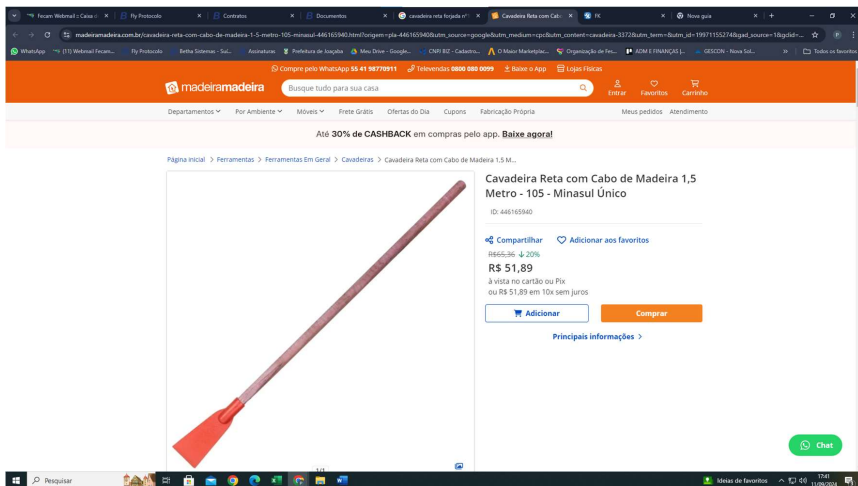 Fecam Webmail :: Caixa d
Fly Protocolo
Contratos
Documentos
cavadeira reta forjada nº
Cavadeira Reta com Cab
FK
Nova guia
madeiramadeira.com.br/cavadeira-reta-com-cabo-de-madeira-1-5-metro-105-minasul-446165940.html?origem=pla-446165940&utm_source=google&utm_medium=cpc&utm_content=cavadeira-3372&utm_term=&utm_id=19971155274&gad_source=1&gclid=...
WhatsApp
(11) Webmail Fecam...
Fly Protocolo
Betha Sistemas - Sui...
Assinaturas
Prefeitura de Joaçaba
Meu Drive - Google...
CNPJ BIZ - Cadastro...
O Maior Marketplac...
Organização de Fes...
ADM E FINANÇAS |...
GESCON - Nova Sol...
Todos os favoritos
Compre pelo WhatsApp 55 41 98770911
Televendas 0800 080 0099
Baixe o App
Lojas Físicas
madeiramadeira
Busque tudo para sua casa
Entrar
Favoritos
Carrinho
Departamentos
Por Ambiente
Móveis
Frete Grátis
Ofertas do Dia
Cupons
Fabricação Própria
Meus pedidos
Atendimento
Até 30% de CASHBACK em compras pelo app. Baixe agora!
Página inicial > Ferramentas > Ferramentas Em Geral > Cavadeiras > Cavadeira Reta com Cabo de Madeira 1,5 M...
Cavadeira Reta com Cabo de Madeira 1,5
Metro - 105 - Minasul Único
ID: 446165940
Compartilhar
Adicionar aos favoritos
R$65,36 ↓ 20%
R$ 51,89
à vista no cartão ou Pix
ou R$ 51,89 em 10x sem juros
Adicionar
Comprar
Principais informações >
1/1
Chat
Pesquisar
Ideias de favoritos
17:41
11/09/2024